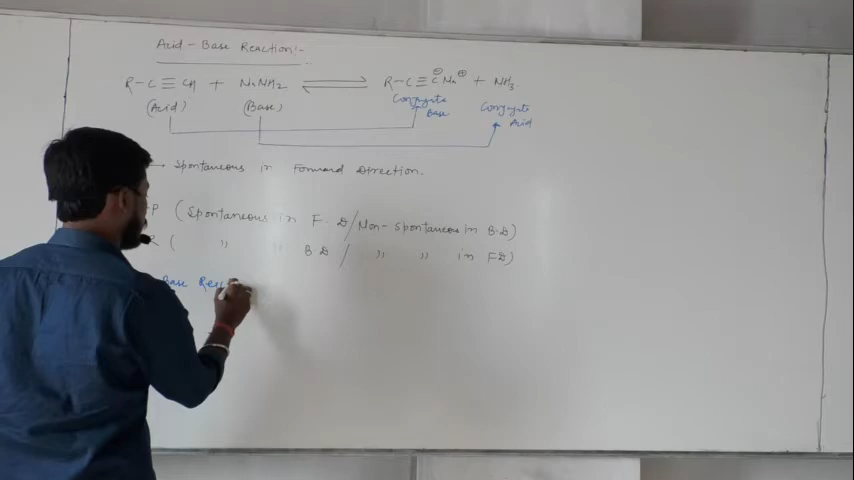 Acid-Base Reaction:-
R-C≡CH + NaNH₂ ⇌ R-C≡C⊖ Na⊕ + NH₃
(Acid) (Base) Conjugate Base Conjugate Acid
→ Spontaneous in Forward Direction.
P (Spontaneous in F.D/Non-Spontaneous in B.D)
R ( " " B.D / " " in F.D)
Base Reac